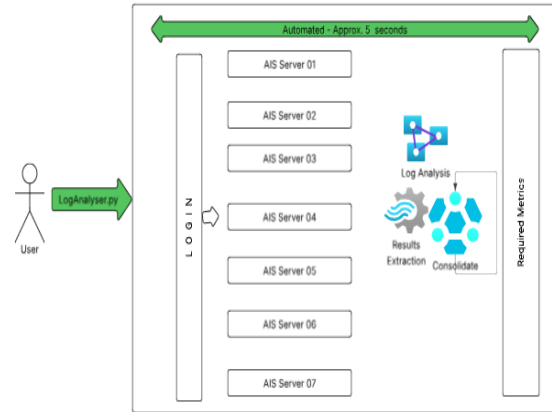 Automated - Approx. 5 seconds
AIS Server 01
AIS Server 02
AIS Server 03
AIS Server 04
AIS Server 05
AIS Server 06
AIS Server 07
LogAnalyser.py
User
LOGIN
Log Analysis
Results
Extraction
Consolidate
Required Metrics